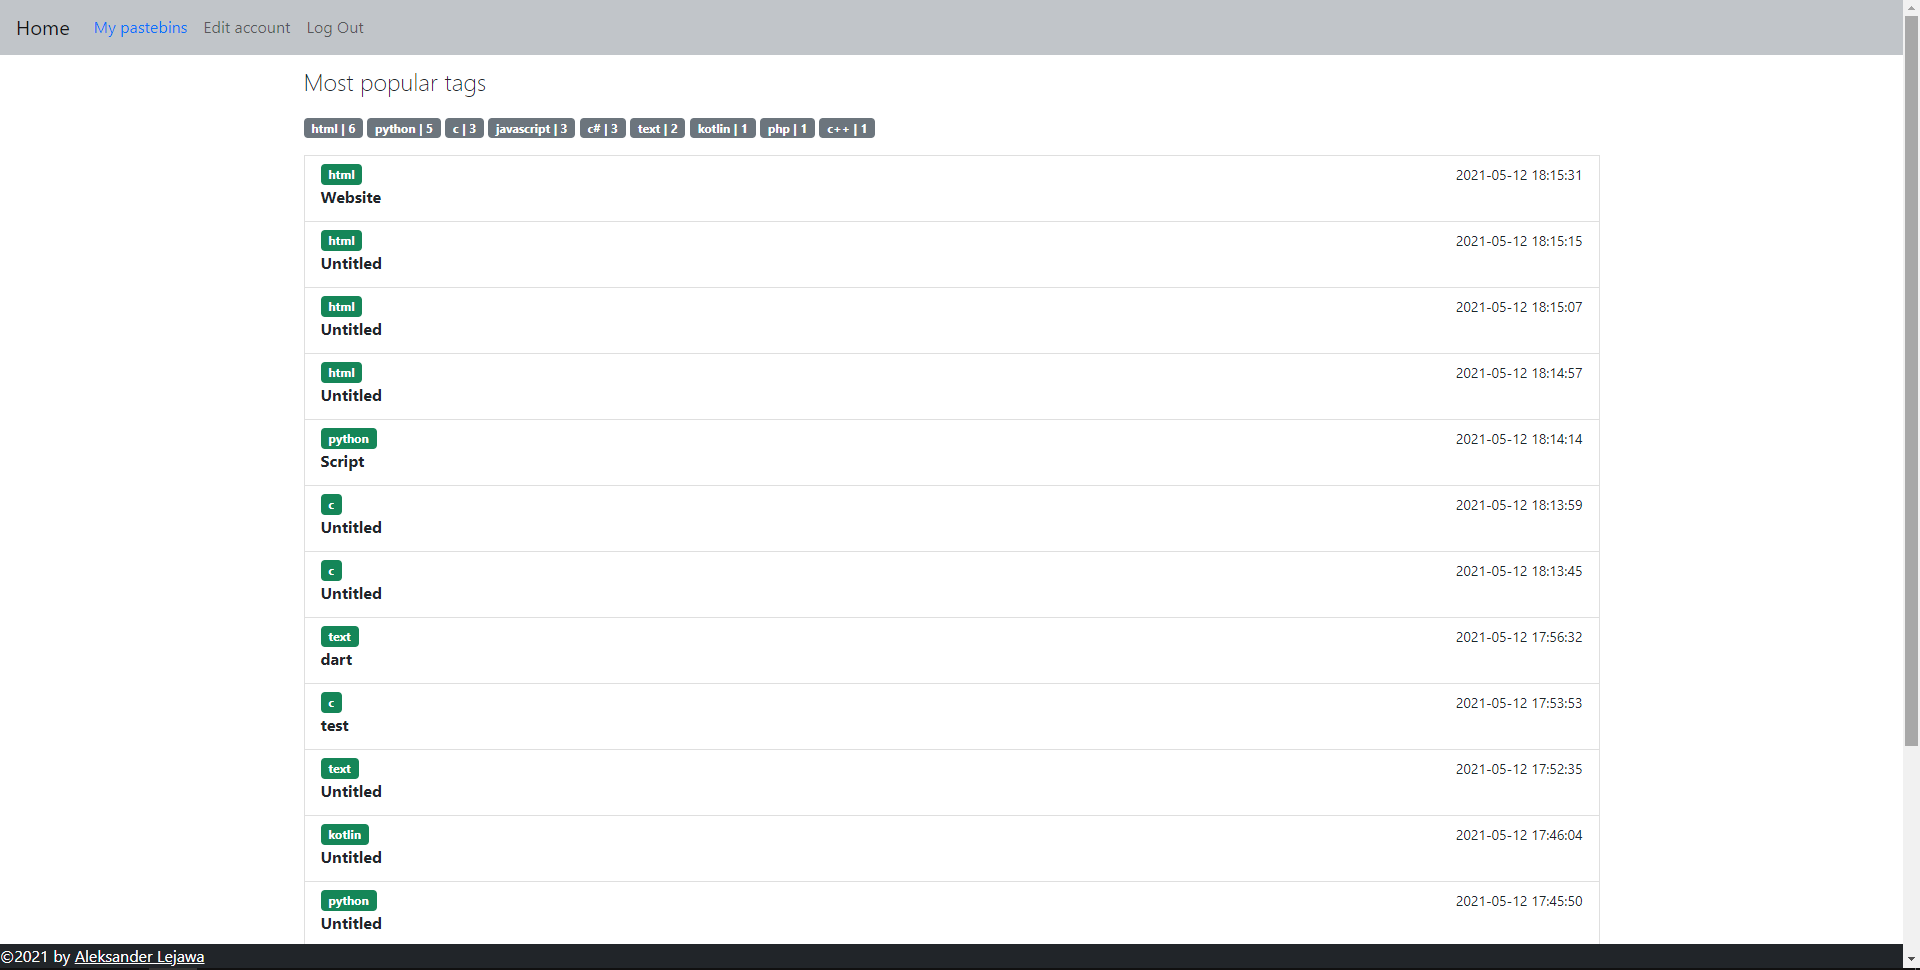 Home My pastebins Edit account Log Out
Most popular tags
html | 6 python | 5 c | 3 javascript | 3 c# | 3 text | 2 kotlin | 1 php | 1 c++ | 1
html 2021-05-12 18:15:31
Website
html 2021-05-12 18:15:15
Untitled
html 2021-05-12 18:15:07
Untitled
html 2021-05-12 18:14:57
Untitled
python 2021-05-12 18:14:14
Script
c 2021-05-12 18:13:59
Untitled
c 2021-05-12 18:13:45
Untitled
text 2021-05-12 17:56:32
dart
c 2021-05-12 17:53:53
test
text 2021-05-12 17:52:35
Untitled
kotlin 2021-05-12 17:46:04
Untitled
python 2021-05-12 17:45:50
Untitled
©2021 by Aleksander Lejawa